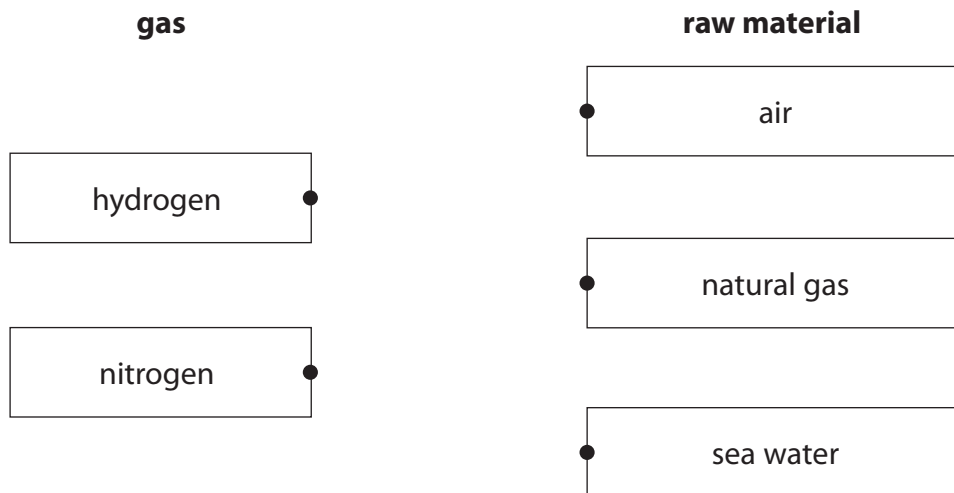 gas
raw material
air
hydrogen
natural gas
nitrogen
sea water